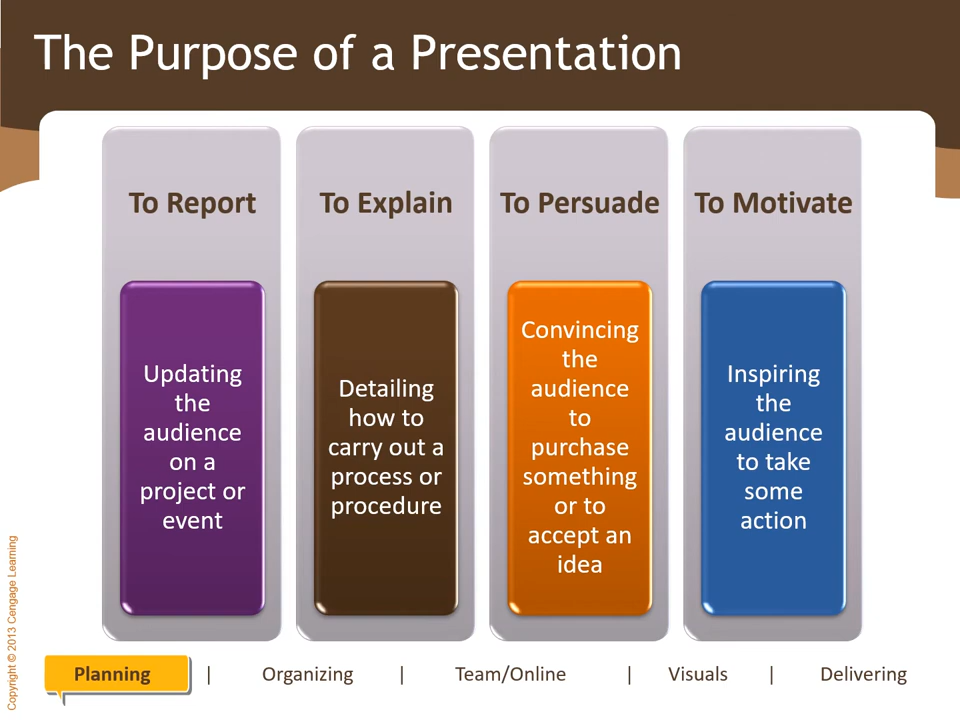 The Purpose of a Presentation
To Report
Updating
the
audience
on a
project or
event
To Explain
Detailing
how to
carry out a
process or
procedure
To Persuade
Convincing
the
audience
to
purchase
something
or to
accept an
idea
To Motivate
Inspiring
the
audience
to take
some
action
Planning | Organizing | Team/Online | Visuals | Delivering
Copyright © 2013 Cengage Learning